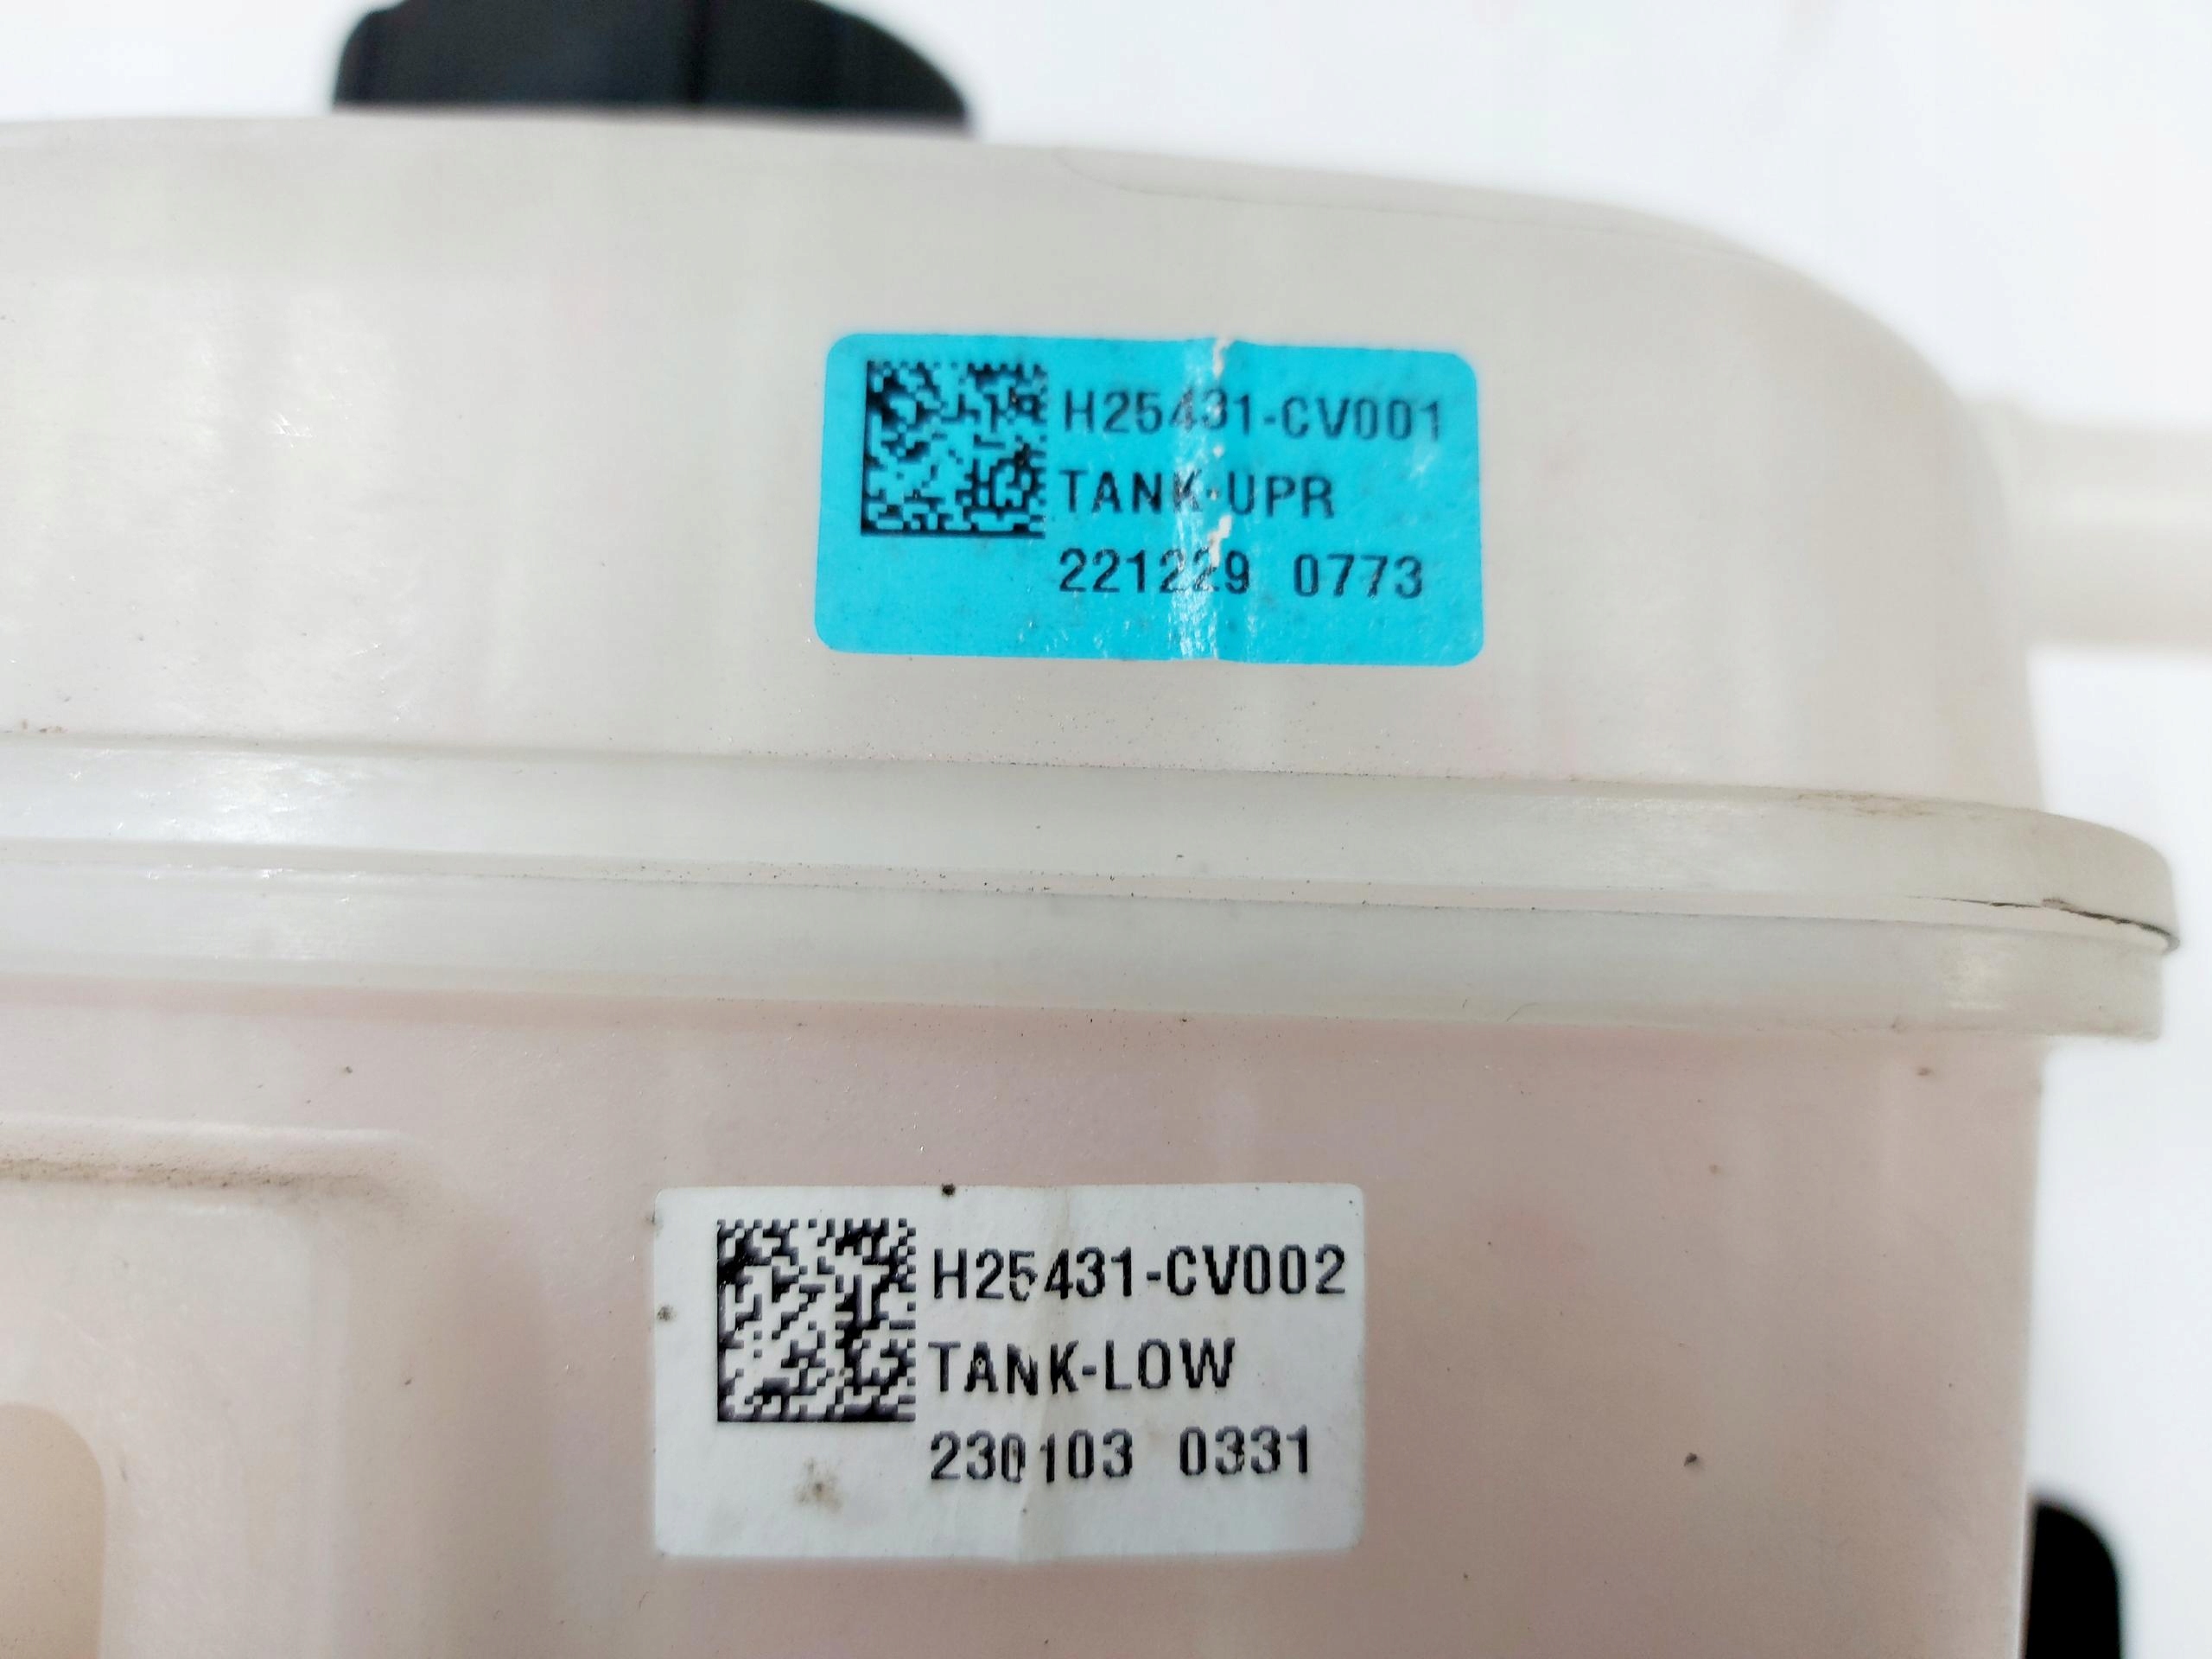 H25431-CV001
TANK-UPR
221229 0773
H25431-CV002
TANK-LOW
230103 0331